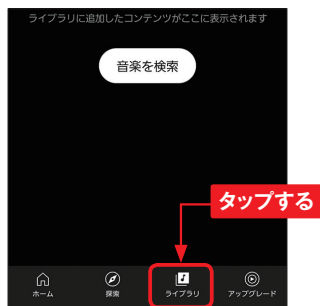 ライブラリに追加したコンテンツがここに表示されます
音楽を検索
タップする
ホーム
探索
ライブラリ
アップグレード